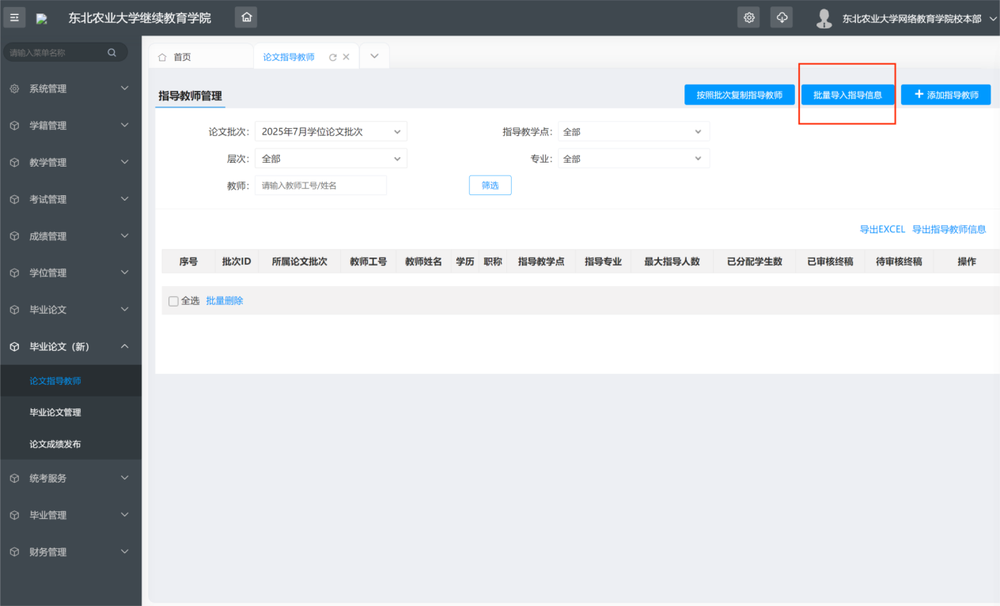 东北农业大学继续教育学院
东北农业大学网络教育学院校本部
请输入菜单名称
系统管理
学籍管理
教学管理
考试管理
成绩管理
学位管理
毕业论文
毕业论文（新）
论文指导教师
毕业论文管理
论文成绩发布
统考服务
毕业管理
财务管理
首页 论文指导教师
指导教师管理 按照批次复制指导教师 批量导入指导信息 添加指导教师
论文批次： 2025年7月学位论文批次 指导教学点： 全部
层次： 全部 专业： 全部
教师： 请输入教师工号/姓名 筛选
导出EXCEL 导出指导教师信息
序号 批次ID 所属论文批次 教师工号 教师姓名 学历 职称 指导教学点 指导专业 最大指导人数 已分配学生数 已审核终稿 待审核终稿 操作
全选 批量删除